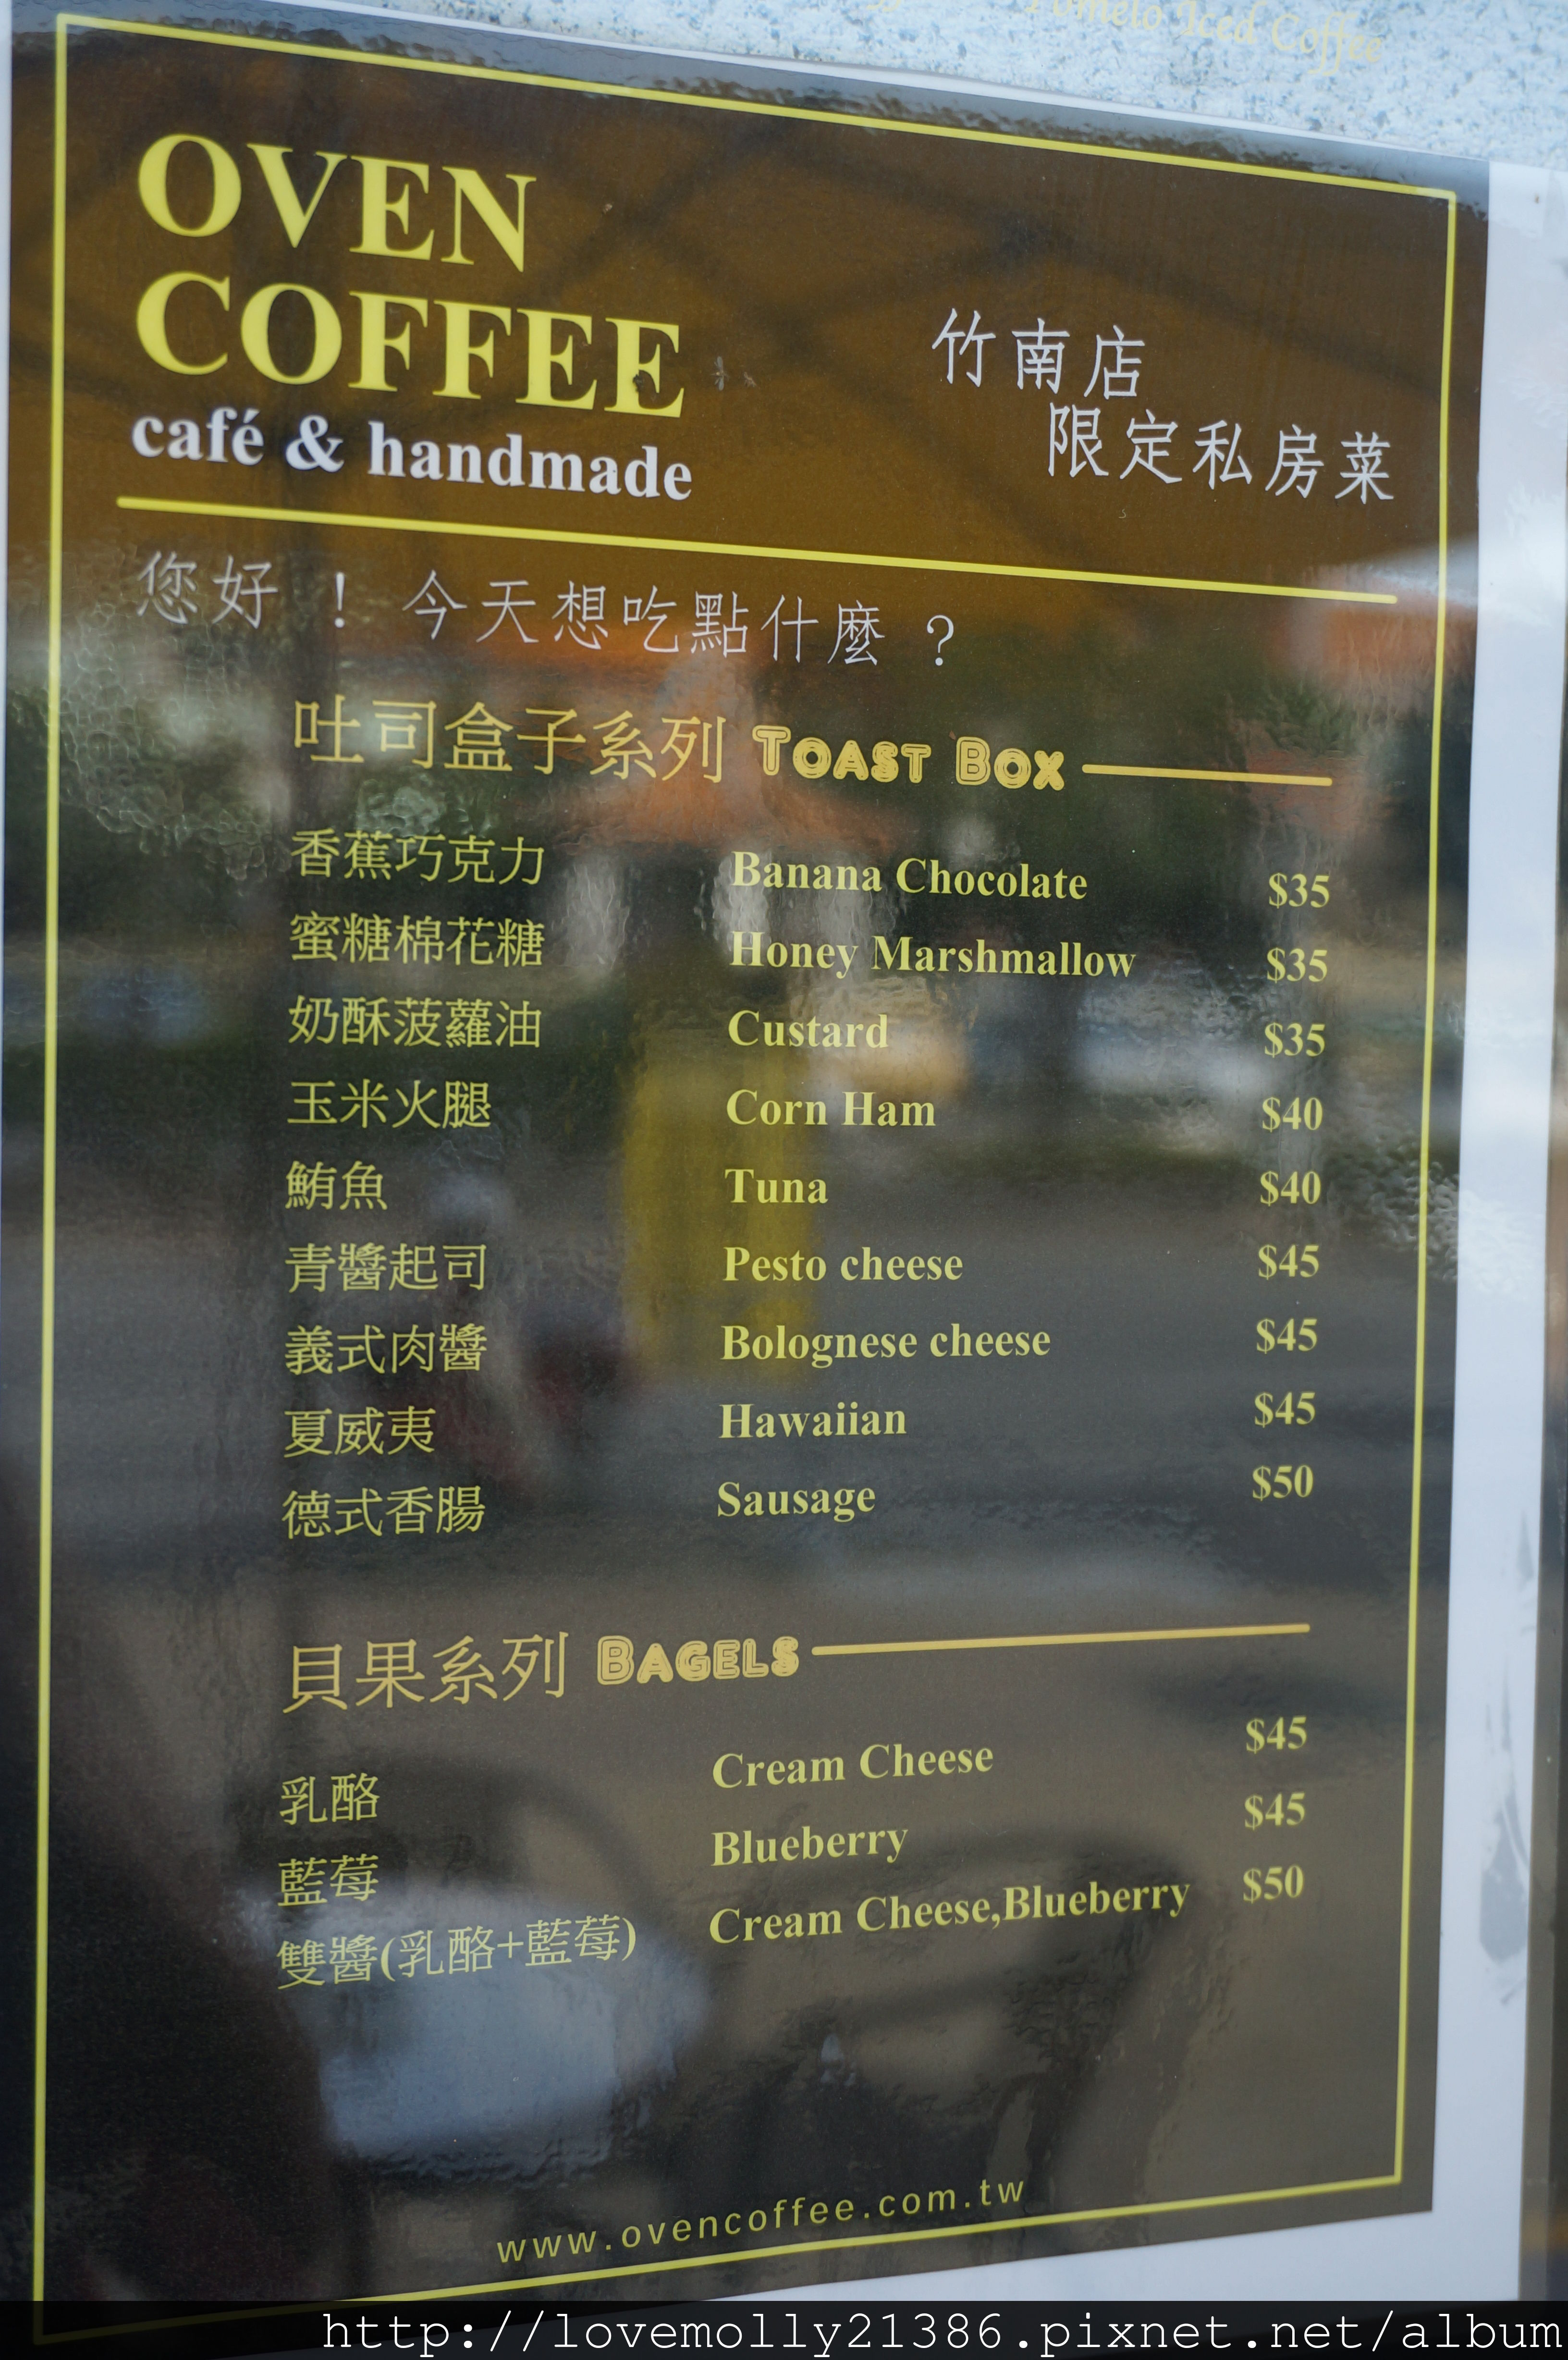 Pomelo Iced Coffee
OVEN
COFFEE
café & handmade
竹南店
限定私房菜
您好 ! 今天想吃點什麼 ?
吐司盒子系列 TOAST BOX
香蕉巧克力 Banana Chocolate $35
蜜糖棉花糖 Honey Marshmallow $35
奶酥菠蘿油 Custard $35
玉米火腿 Corn Ham $40
鮪魚 Tuna $40
青醬起司 Pesto cheese $45
義式肉醬 Bolognese cheese $45
夏威夷 Hawaiian $45
德式香腸 Sausage $50
貝果系列 BAGELS
乳酪 Cream Cheese $45
藍莓 Blueberry $45
雙醬(乳酪+藍莓) Cream Cheese,Blueberry $50
www.ovencoffee.com.tw
http://lovemolly21386.pixnet.net/album